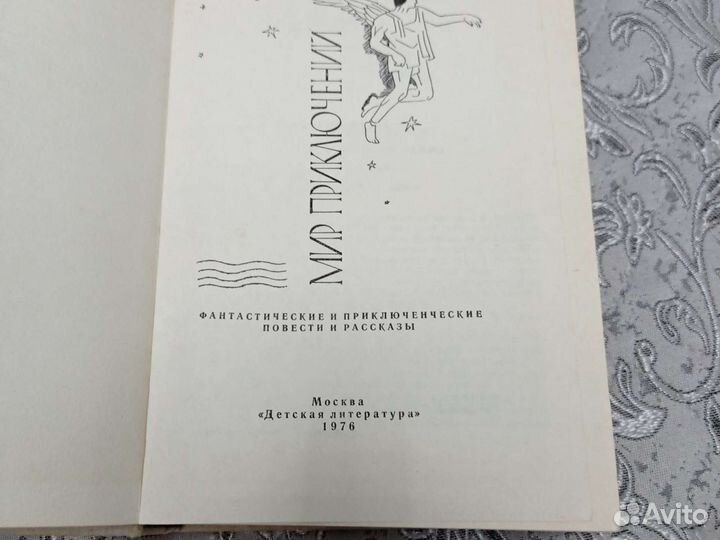 МИР ПРИКЛЮЧЕНИЙ
ФАНТАСТИЧЕСКИЕ И ПРИКЛЮЧЕНЧЕСКИЕ
ПОВЕСТИ И РАССКАЗЫ
Москва
«Детская литература»
1976
Avito